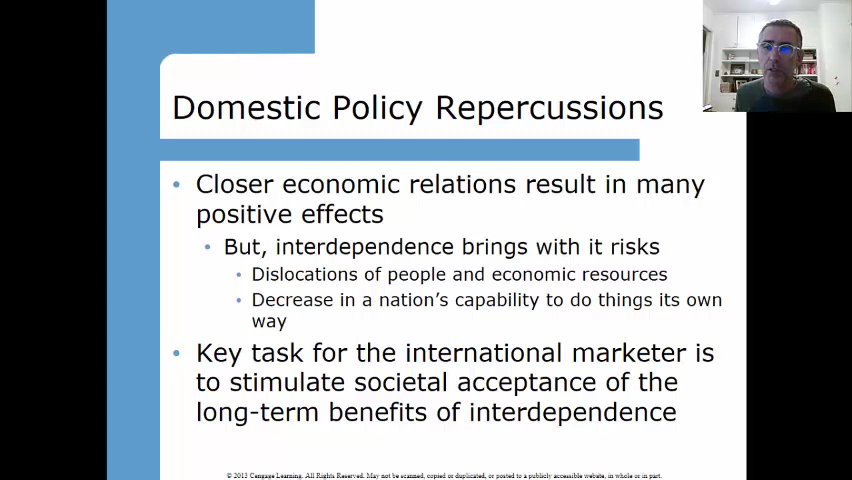 Domestic Policy Repercussions
• Closer economic relations result in many
positive effects
• But, interdependence brings with it risks
• Dislocations of people and economic resources
• Decrease in a nation's capability to do things its own
way
• Key task for the international marketer is
to stimulate societal acceptance of the
long-term benefits of interdependence
© 2013 Cengage Learning. All Rights Reserved. May not be scanned, copied or duplicated, or posted to a publicly accessible website, in whole or in part.